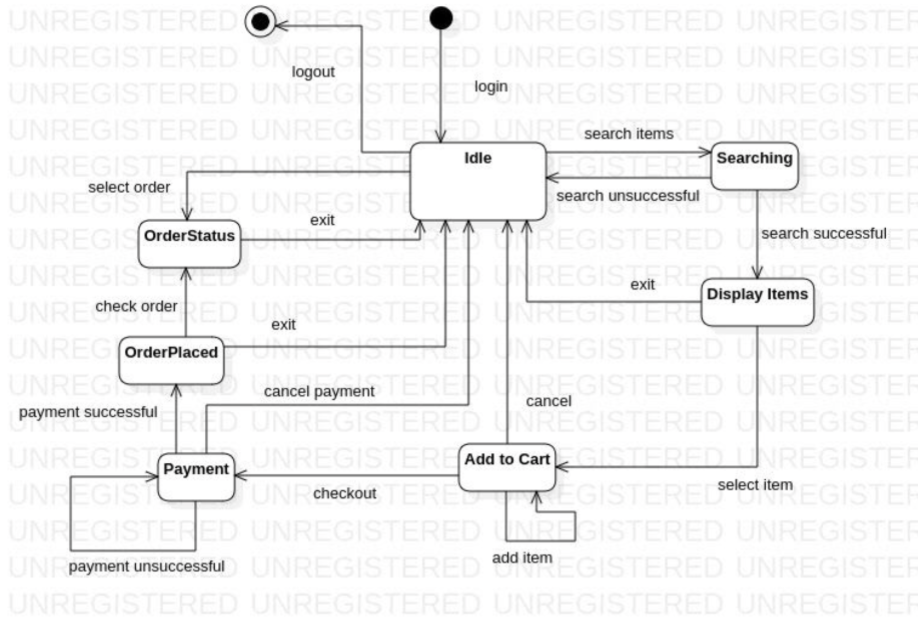 UNREGISTERED UNREGISTERED UNREGISTERED UNREGISTERED
logout
login
search items
Idle
Searching
select order
search unsuccessful
exit
OrderStatus
search successful
exit
Display Items
check order
exit
OrderPlaced
cancel payment
cancel
payment successful
Add to Cart
Payment
checkout
select item
add item
payment unsuccessful